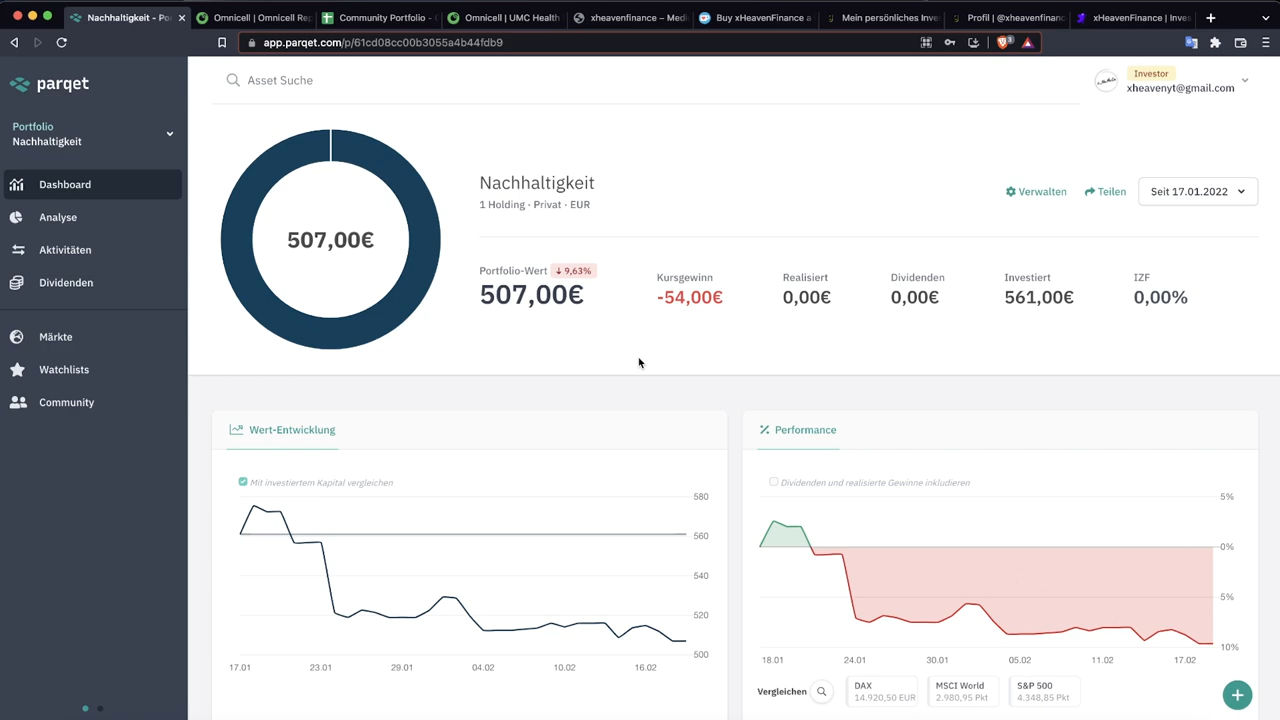 Nachhaltigkeit - Po
Omnicell | Omnicell Rep
Community Portfolio - G
Omnicell | UMC Health
xheavenfinance – Medi
Buy xHeavenFinance a
Mein persönliches Inve
Profil | @xheavenfinanc
xHeavenFinance | Inves
app.parqet.com/p/61cd08cc00b3055a4b44fdb9
3
parqet
Asset Suche
Investor
xheavenyt@gmail.com
Portfolio
Nachhaltigkeit
Dashboard
Analyse
Aktivitäten
Dividenden
Märkte
Watchlists
Community
507,00€
Nachhaltigkeit
1 Holding · Privat · EUR
Verwalten
Teilen
Seit 17.01.2022
Portfolio-Wert ↓ 9,63%
507,00€
Kursgewinn
-54,00€
Realisiert
0,00€
Dividenden
0,00€
Investiert
561,00€
IZF
0,00%
Wert-Entwicklung
Mit investiertem Kapital vergleichen
580
560
540
520
500
17.01 23.01 29.01 04.02 10.02 16.02
Performance
Dividenden und realisierte Gewinne inkludieren
5%
0%
5%
10%
18.01 24.01 30.01 05.02 11.02 17.02
Vergleichen
DAX
14.920,50 EUR
MSCI World
2.980,95 Pkt
S&P 500
4.348,85 Pkt